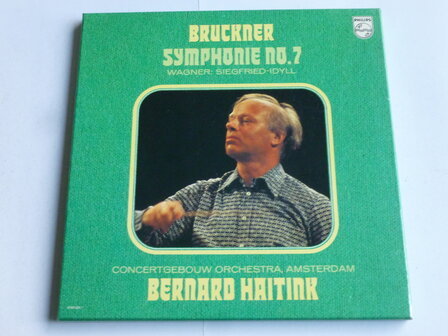 PHILIPS
BRUCKNER
SYMPHONIE NO.7
WAGNER: SIEGFRIED-IDYLL
CONCERTGEBOUW ORCHESTRA, AMSTERDAM
BERNARD HAITINK